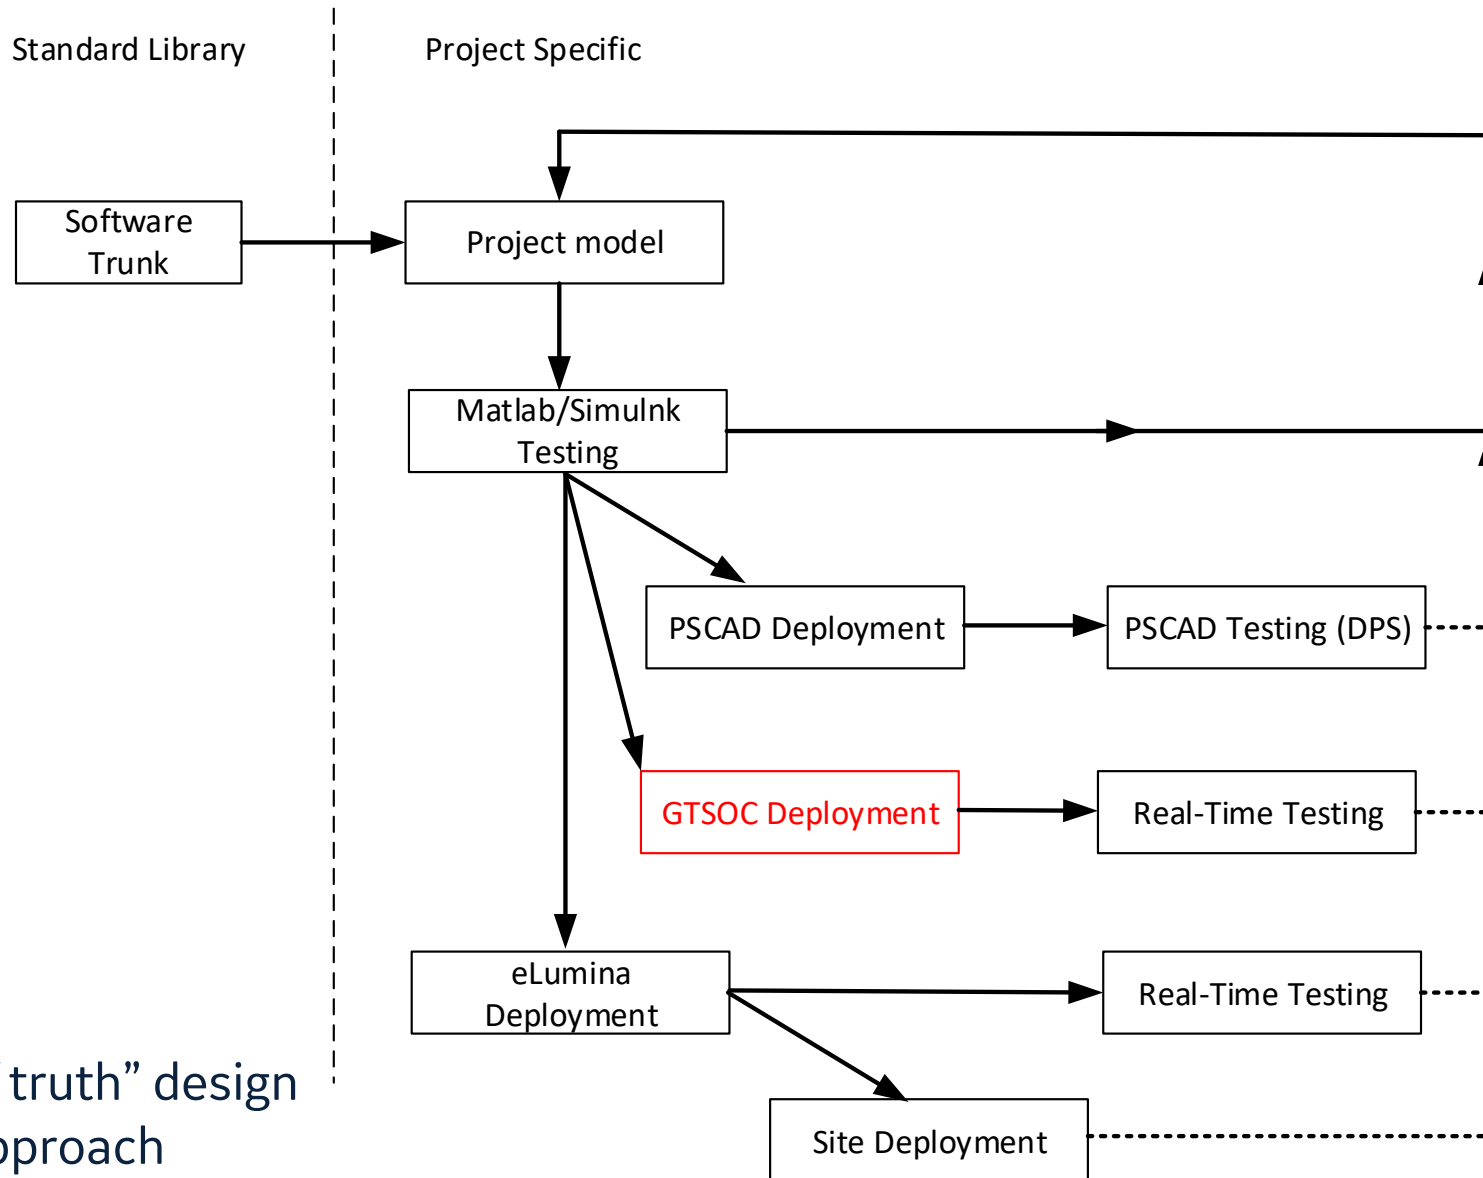 Standard Library
Project Specific
Software
Trunk
Project model
Matlab/Simulnk
Testing
PSCAD Deployment
PSCAD Testing (DPS)
GTSOC Deployment
Real-Time Testing
eLumina
Deployment
Real-Time Testing
truth” design
Site Deployment